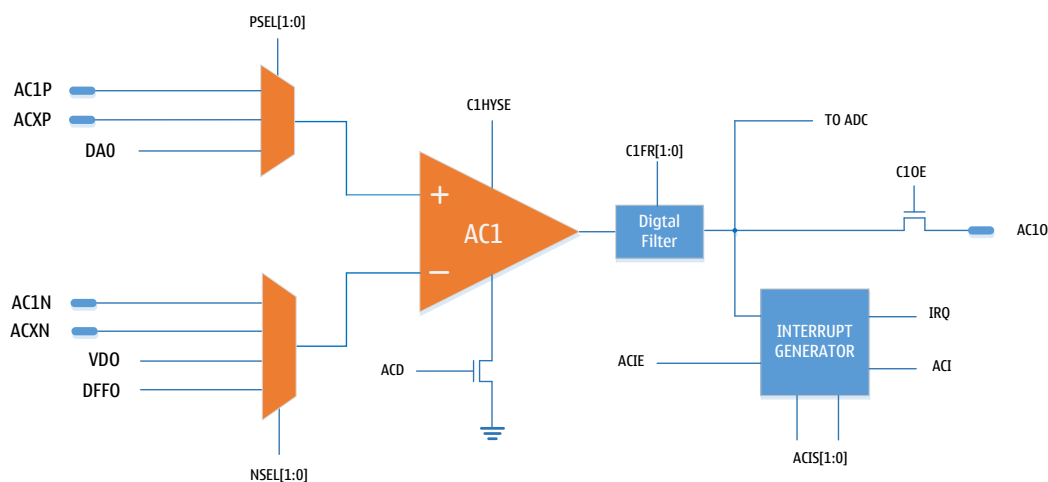 PSEL[1:0]
AC1P
ACXP
DAO
C1HYSE
TO ADC
C1FR[1:0]
C1OE
+
AC1
−
Digtal
Filter
AC1O
AC1N
ACXN
VDO
DFFO
ACD
ACIE
INTERRUPT
GENERATOR
IRQ
ACI
NSEL[1:0]
ACIS[1:0]